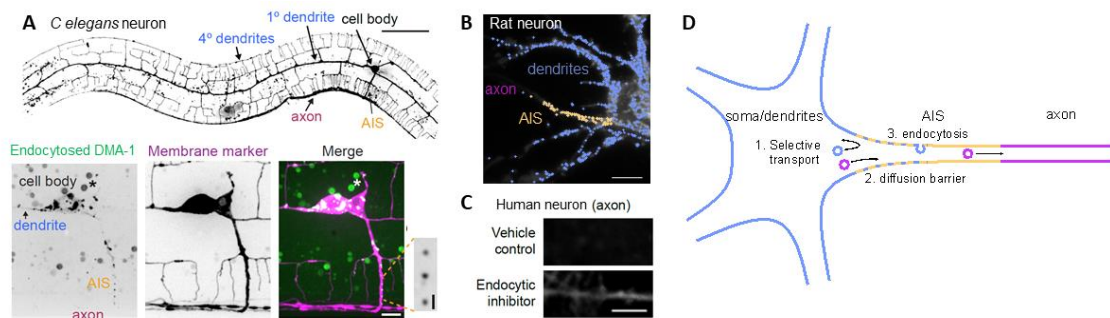 A
C elegans neuron
4º dendrites
1º dendrite
cell body
axon
AIS
Endocytosed DMA-1
Membrane marker
Merge
cell body
*
*
dendrite
AIS
axon
B
Rat neuron
dendrites
axon
AIS
C
Human neuron (axon)
Vehicle
control
Endocytic
inhibitor
D
soma/dendrites
AIS
axon
1. Selective
transport
3. endocytosis
2. diffusion barrier